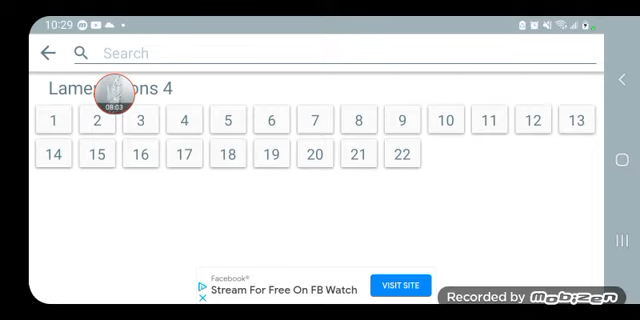 10:29
Search
Lamen ons 4
08:03
1 2 3 4 5 6 7 8 9 10 11 12 13
14 15 16 17 18 19 20 21 22
Facebook®
Stream For Free On FB Watch
VISIT SITE
Recorded by Mobizen